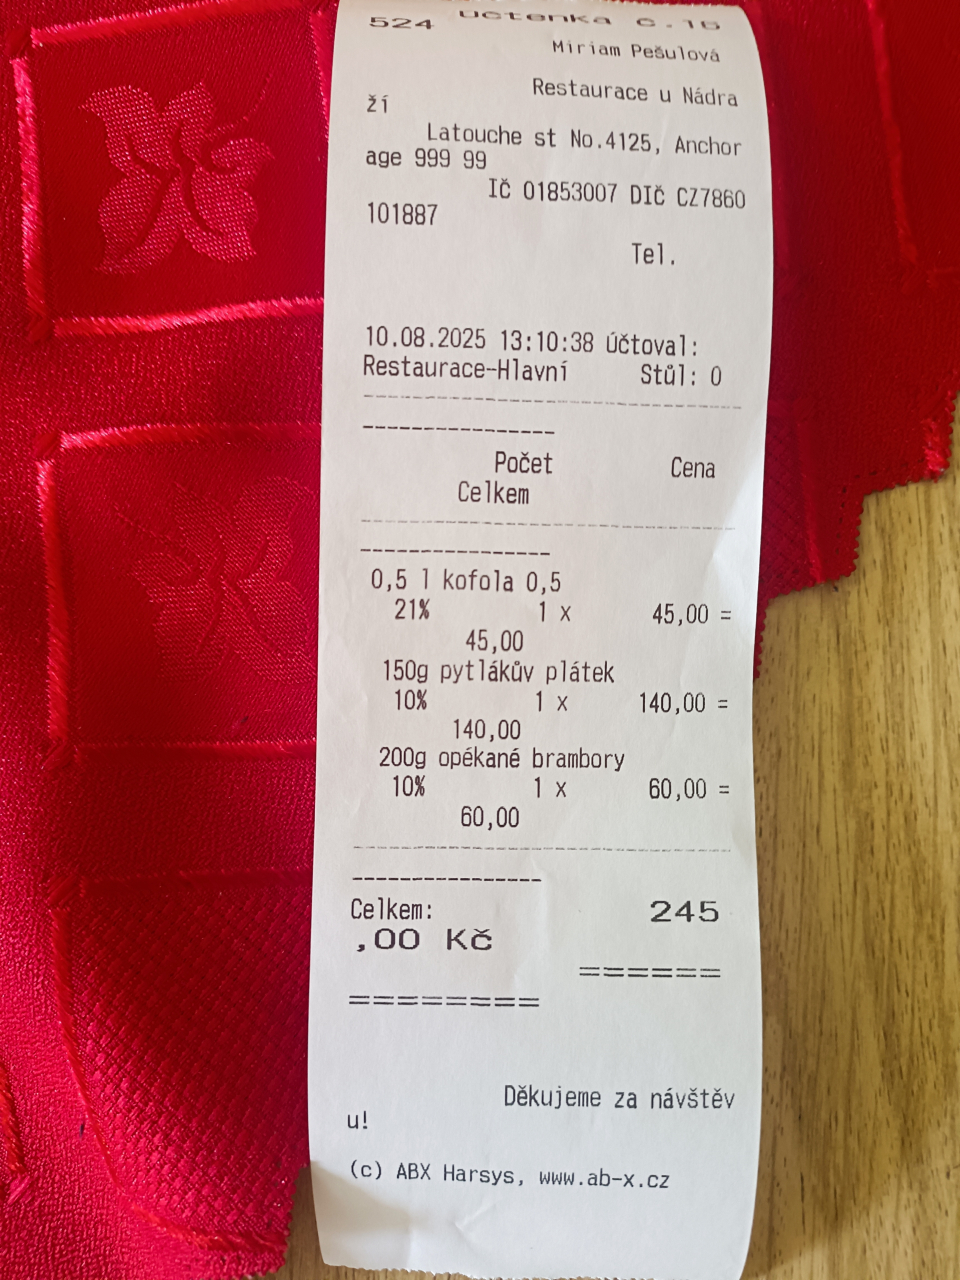 524 Účtenka č.15
Miriam Pešulová
Restaurace u Nádra
ží
Latouche st No.4125, Anchor
age 999 99
IČ 01853007 DIČ CZ7860
101887
Tel.
10.08.2025 13:10:38 Účtoval:
Restaurace-Hlavní Stůl: 0
Počet Cena
Celkem
0,5 l kofola 0,5
21% 1 x 45,00 =
45,00
150g pytlákův plátek
10% 1 x 140,00 =
140,00
200g opékané brambory
10% 1 x 60,00 =
60,00
Celkem: 245
,00 Kč
======
========
Děkujeme za návštěv
u!
(c) ABX Harsys, www.ab-x.cz